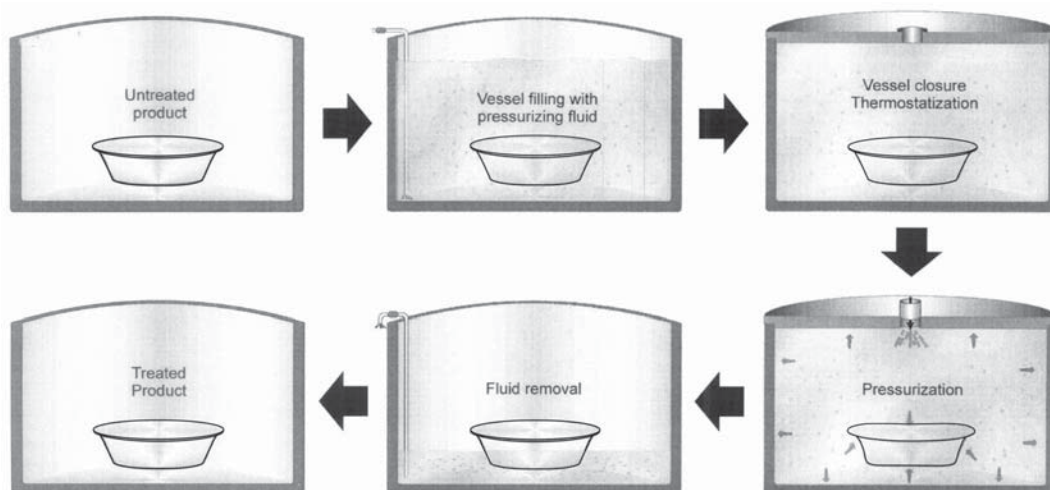 Untreated
product
Vessel filling with
pressurizing fluid
Vessel closure
Thermostatization
Pressurization
Fluid removal
Treated
Product